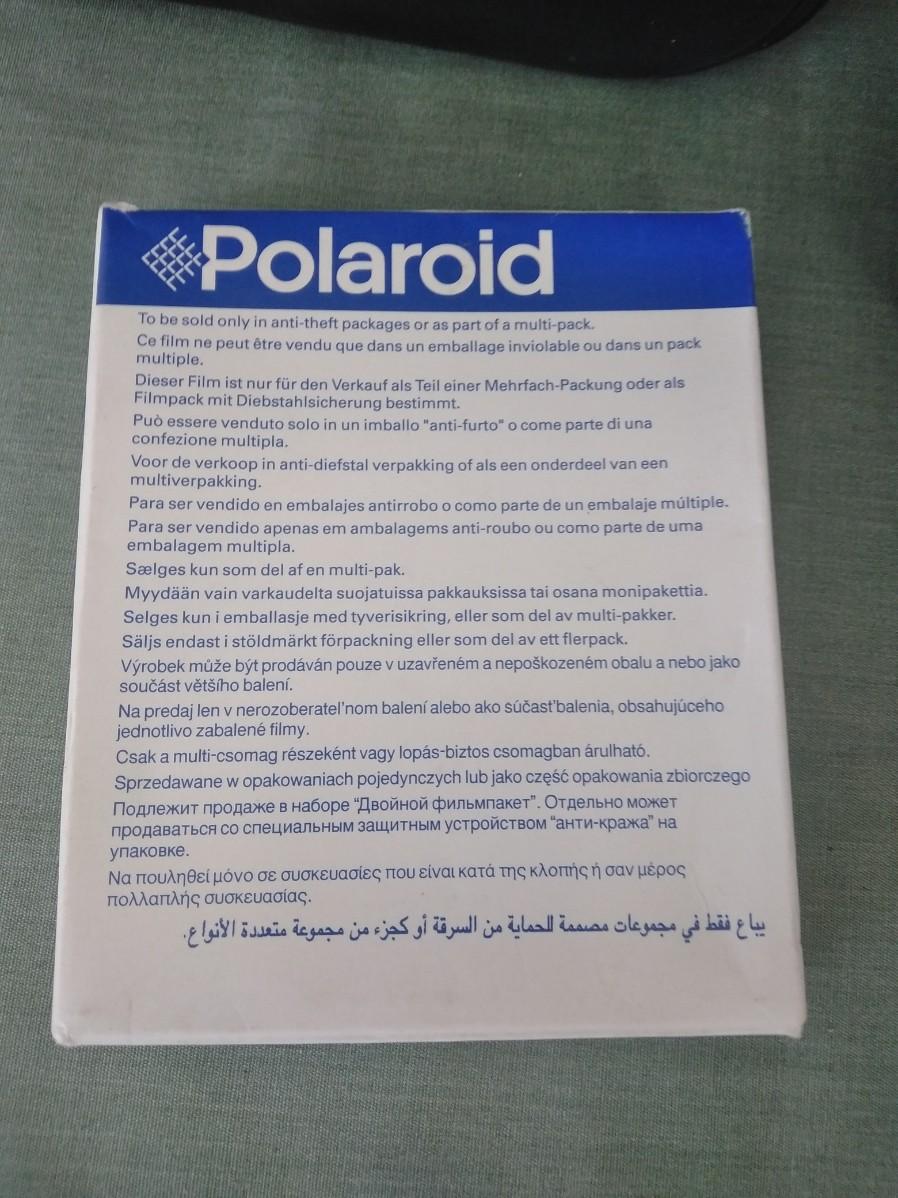 Polaroid
To be sold only in anti-theft packages or as part of a multi-pack.
Ce film ne peut être vendu que dans un emballage inviolable ou dans un pack
multiple.
Dieser Film ist nur für den Verkauf als Teil einer Mehrfach-Packung oder als
Filmpack mit Diebstahlsicherung bestimmt.
Può essere venduto solo in un imballo "anti-furto" o come parte di una
confezione multipla.
Voor de verkoop in anti-diefstal verpakking of als een onderdeel van een
multiverpakking.
Para ser vendido en embalajes antirrobo o como parte de un embalaje múltiple.
Para ser vendido apenas em ambalagems anti-roubo ou como parte de uma
embalagem multipla.
Sælges kun som del af en multi-pak.
Myydään vain varkaudelta suojatuissa pakkauksissa tai osana monipakettia.
Selges kun i emballasje med tyverisikring, eller som del av multi-pakker.
Säljs endast i stöldmärkt förpackning eller som del av ett flerpack.
Výrobek může být prodáván pouze v uzavřeném a nepoškozeném obalu a nebo jako
součást většího balení.
Na predaj len v nerozoberatel'nom balení alebo ako súčast'balenia, obsahujúceho
jednotlivo zabalené filmy.
Csak a multi-csomag részeként vagy lopás-biztos csomagban árulható.
Sprzedawane w opakowaniach pojedynczych lub jako część opakowania zbiorczego
Подлежит продаже в наборе “Двойной фильмпакет”. Отдельно может
продаваться со специальным защитным устройством “анти-кража” на
упаковке.
Να πουληθεί μόνο σε συσκευασίες που είναι κατά της κλοπής ή σαν μέρος
πολλαπλής συσκευασίας.
يباع فقط في مجموعات مصممة للحماية من السرقة أو كجزء من مجموعة متعددة الأنواع.